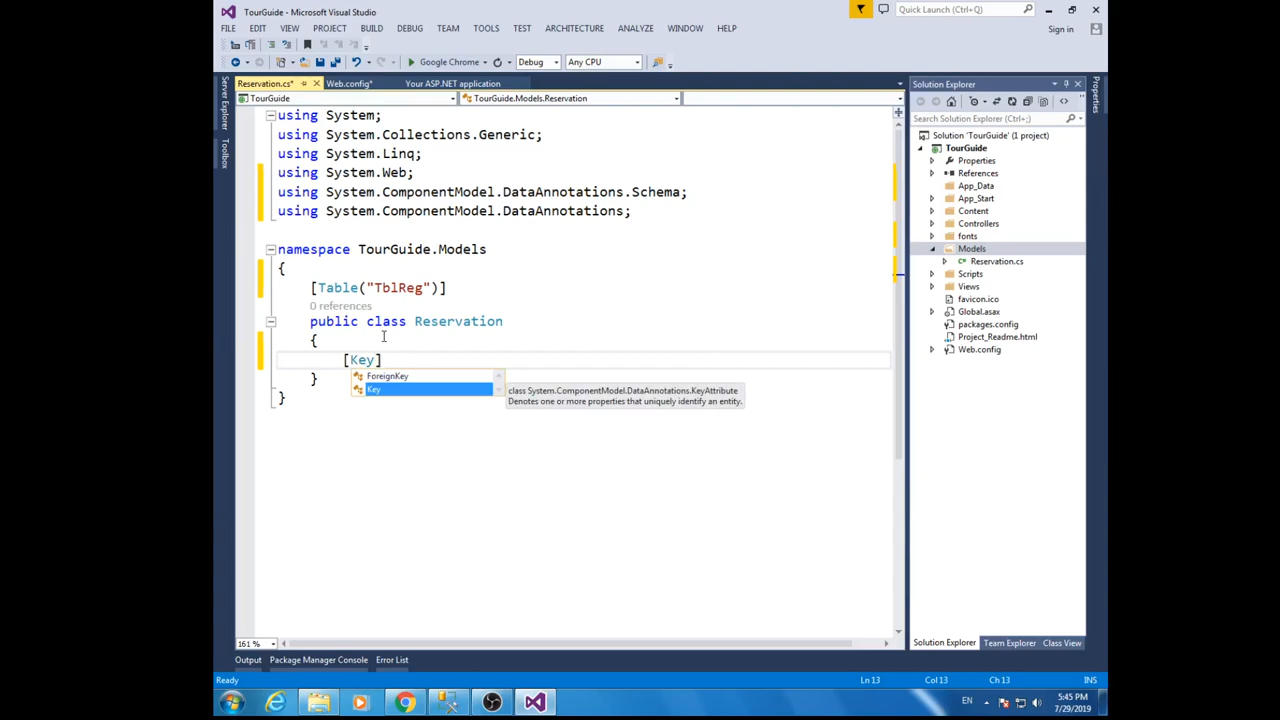 TourGuide - Microsoft Visual Studio
Quick Launch (Ctrl+Q)
FILE EDIT VIEW PROJECT BUILD DEBUG TEAM TOOLS TEST ARCHITECTURE ANALYZE WINDOW HELP
Sign in
Google Chrome Debug Any CPU
Reservation.cs* Web.config* Your ASP.NET application
Solution Explorer
TourGuide TourGuide.Models.Reservation
Server Explorer
Toolbox
Properties
using System;
using System.Collections.Generic;
using System.Linq;
using System.Web;
using System.ComponentModel.DataAnnotations.Schema;
using System.ComponentModel.DataAnnotations;
namespace TourGuide.Models
{
[Table("TblReg")]
0 references
public class Reservation
{
[Key]
ForeignKey
Key
class System.ComponentModel.DataAnnotations.KeyAttribute
Denotes one or more properties that uniquely identify an entity.
}
}
Search Solution Explorer (Ctrl+;)
Solution 'TourGuide' (1 project)
TourGuide
Properties
References
App_Data
App_Start
Content
Controllers
fonts
Models
Reservation.cs
Scripts
Views
favicon.ico
Global.asax
packages.config
Project_Readme.html
Web.config
161 %
Solution Explorer Team Explorer Class View
Output Package Manager Console Error List
Ready Ln 13 Col 13 Ch 13 INS
EN
5:45 PM
7/29/2019